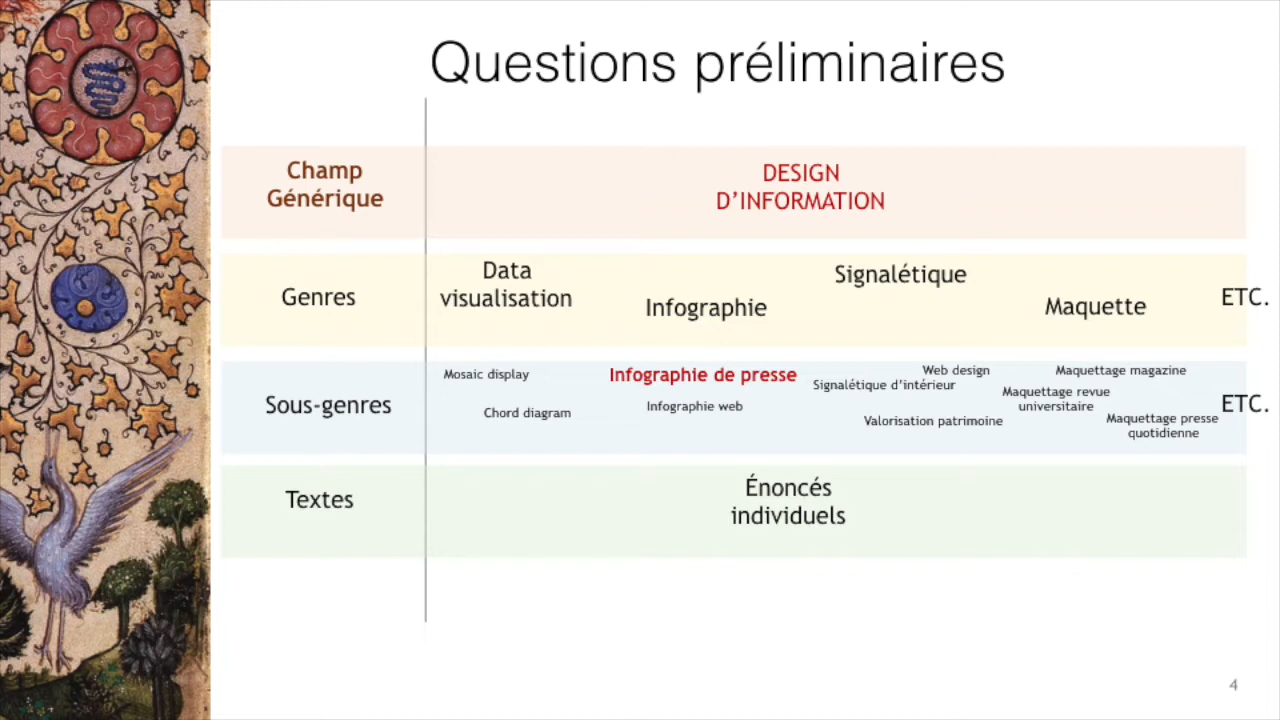 Questions préliminaires
Champ
Générique
DESIGN
D’INFORMATION
Genres
Data
visualisation
Infographie
Signalétique
Maquette
ETC.
Sous-genres
Mosaic display
Chord diagram
Infographie de presse
Infographie web
Web design
Signalétique d’intérieur
Valorisation patrimoine
Maquettage magazine
Maquettage revue
universitaire
Maquettage presse
quotidienne
ETC.
Textes
Énoncés
individuels
4